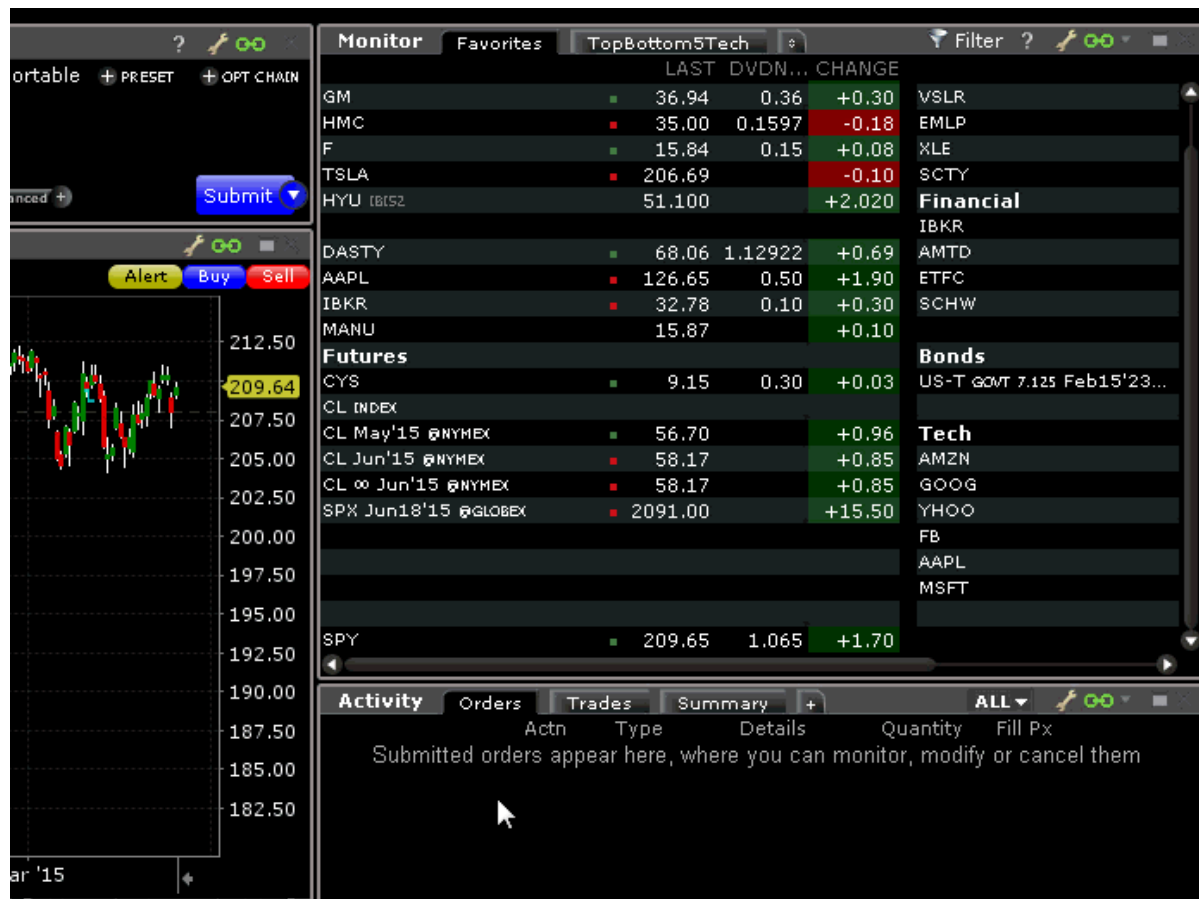 ?
ortable + PRESET + OPT CHAIN
anced +
Submit
Alert Buy Sell
212.50
209.64
207.50
205.00
202.50
200.00
197.50
195.00
192.50
190.00
187.50
185.00
182.50
ar '15
Monitor Favorites TopBottom5Tech Filter ?
LAST DVDN... CHANGE
GM 36.94 0.36 +0.30 VSLR
HMC 35.00 0.1597 -0.18 EMLP
F 15.84 0.15 +0.08 XLE
TSLA 206.69 -0.10 SCTY
HYU IBIS2 51.100 +2.020 Financial
IBKR
DASTY 68.06 1.12922 +0.69 AMTD
AAPL 126.65 0.50 +1.90 ETFC
IBKR 32.78 0.10 +0.30 SCHW
MANU 15.87 +0.10
Futures Bonds
CYS 9.15 0.30 +0.03 US-T GOVT 7.125 Feb15'23...
CL INDEX
CL May'15 @NYMEX 56.70 +0.96 Tech
CL Jun'15 @NYMEX 58.17 +0.85 AMZN
CL ∞ Jun'15 @NYMEX 58.17 +0.85 GOOG
SPX Jun18'15 @GLOBEX 2091.00 +15.50 YHOO
FB
AAPL
MSFT
SPY 209.65 1.065 +1.70
Activity Orders Trades Summary + ALL
Actn Type Details Quantity Fill Px
Submitted orders appear here, where you can monitor, modify or cancel them